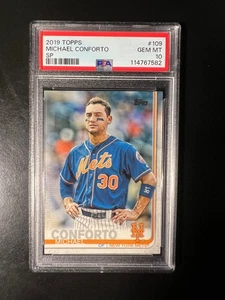 2019 TOPPS #109
MICHAEL CONFORTO GEM MT
SP 10
PSA 114767582
Topps
Mets
30
CONFORTO
MICHAEL